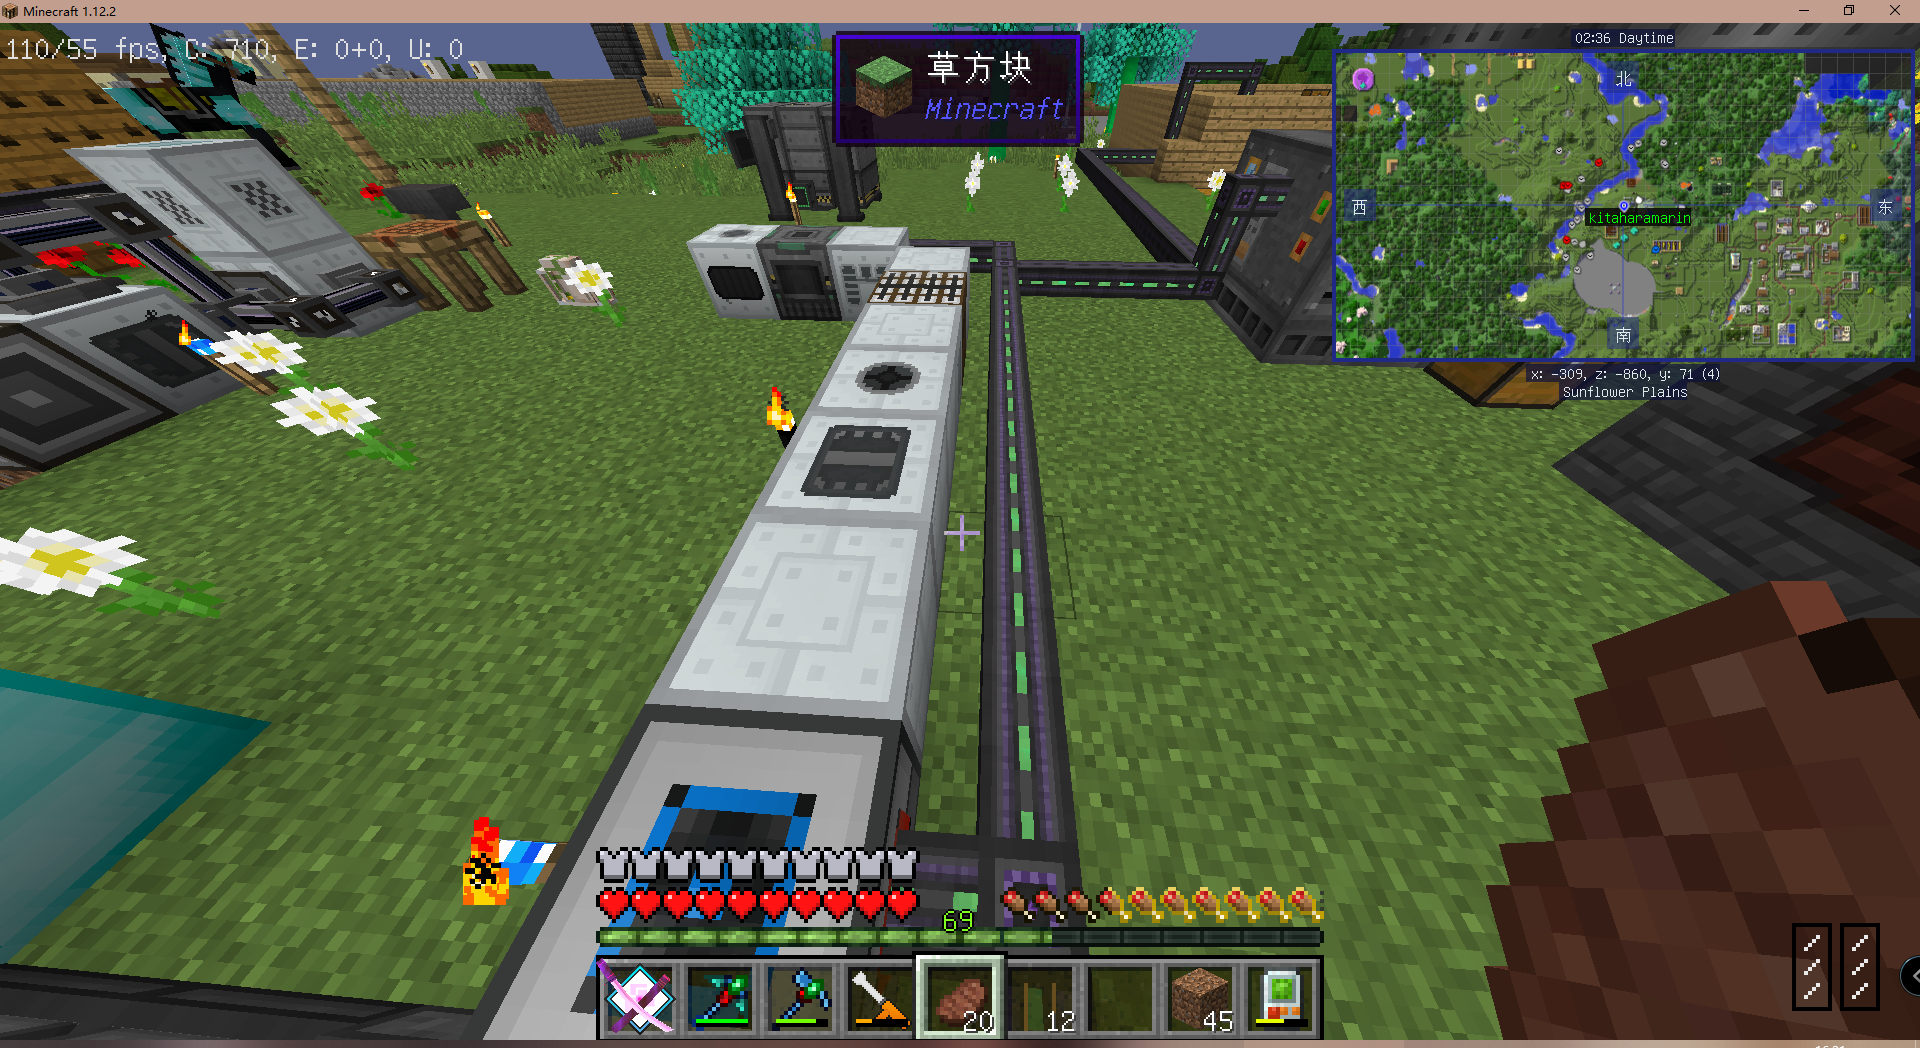 Minecraft 1.12.2
110/55 fps, C: 710, E: 0+0, U: 0
草方块
Minecraft
02:36 Daytime
北
西
东
kitaharamarin
南
x: -309, z: -860, y: 71 (4)
Sunflower Plains
69
20
12
45